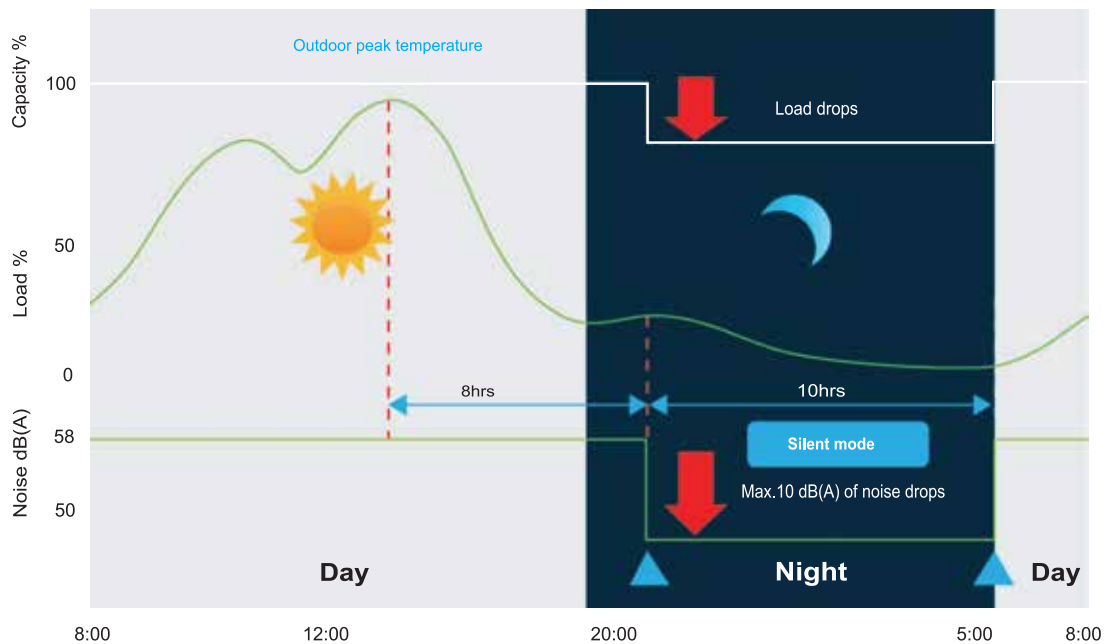 Capacity %
Outdoor peak temperature
100
Load drops
50
Load %
0
8hrs
10hrs
Noise dB(A)
58
Silent mode
Max.10 dB(A) of noise drops
50
Day
Night
Day
8:00
12:00
20:00
5:00
8:00